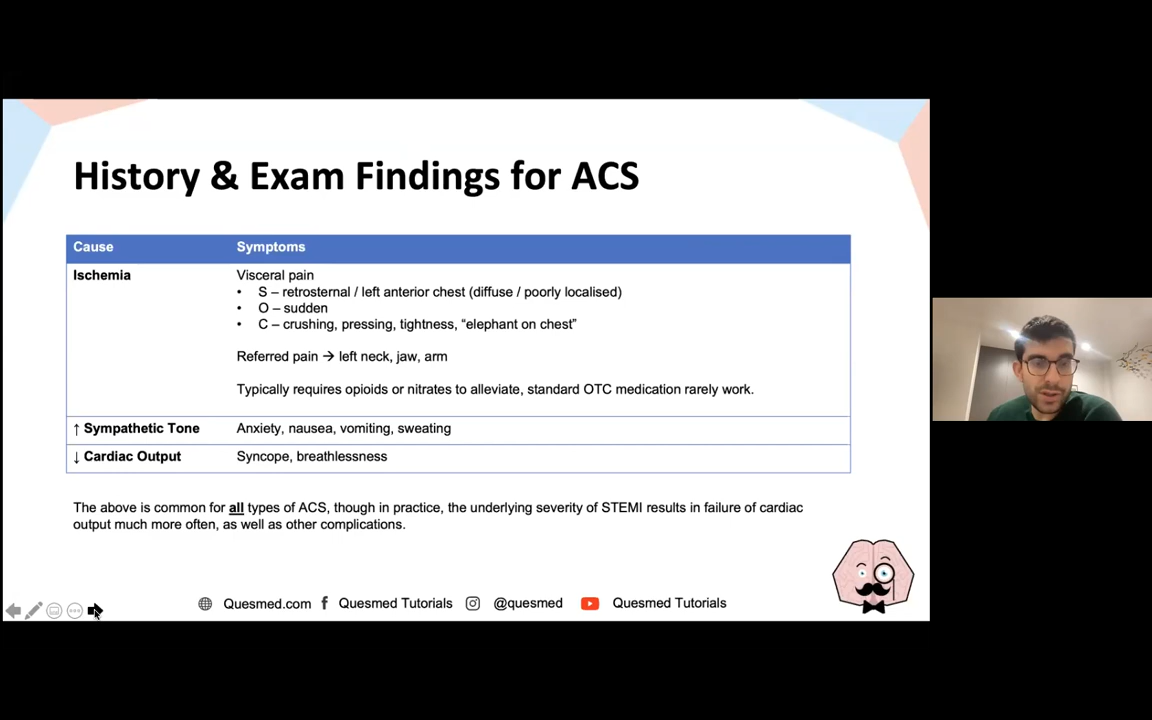 History & Exam Findings for ACS
Cause Symptoms
Ischemia Visceral pain
• S – retrosternal / left anterior chest (diffuse / poorly localised)
• O – sudden
• C – crushing, pressing, tightness, “elephant on chest”
Referred pain → left neck, jaw, arm
Typically requires opioids or nitrates to alleviate, standard OTC medication rarely work.
↑ Sympathetic Tone Anxiety, nausea, vomiting, sweating
↓ Cardiac Output Syncope, breathlessness
The above is common for all types of ACS, though in practice, the underlying severity of STEMI results in failure of cardiac
output much more often, as well as other complications.
Quesmed.com Quesmed Tutorials @quesmed Quesmed Tutorials